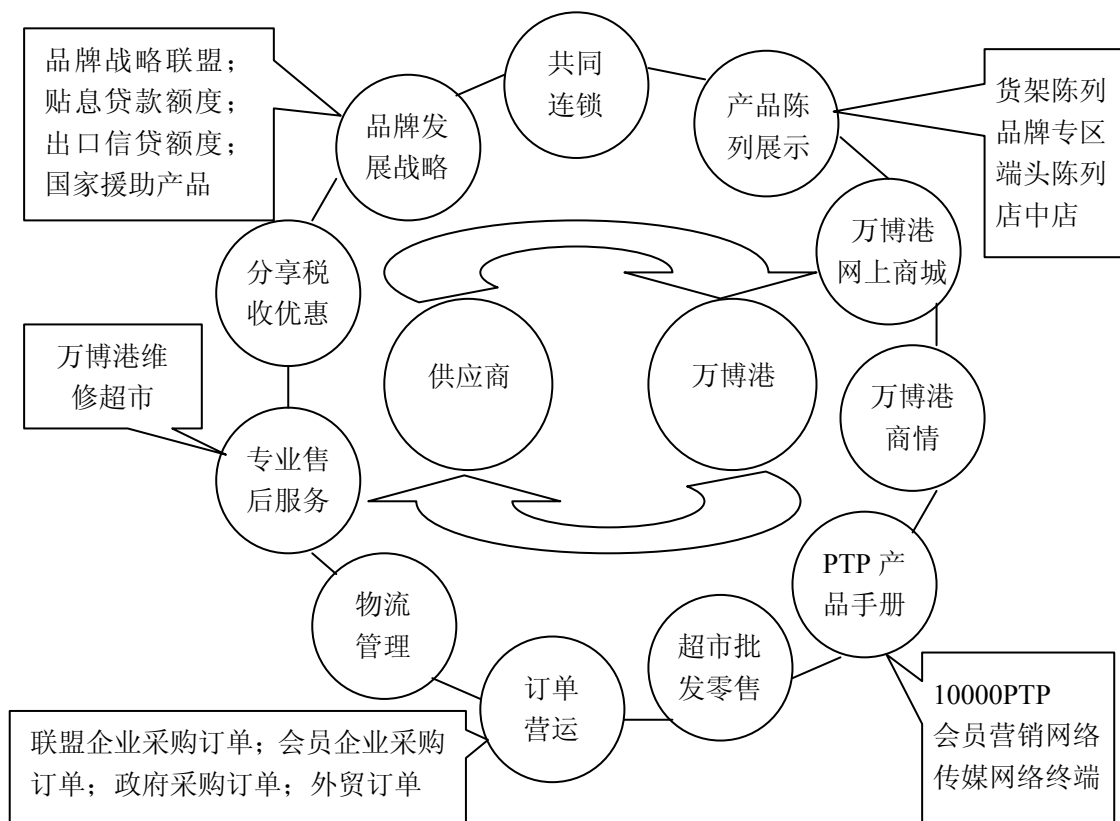 品牌战略联盟；
贴息贷款额度；
出口信贷额度；
国家援助产品
品牌发
展战略
共同
连锁
产品陈
列展示
货架陈列
品牌专区
端头陈列
店中店
分享税
收优惠
万博港
网上商城
万博港维
修超市
供应商
万博港
万博港
商情
专业售
后服务
PTP 产
品手册
物流
管理
超市批
发零售
订单
营运
10000PTP
会员营销网络
传媒网络终端
联盟企业采购订单；会员企业采购
订单；政府采购订单；外贸订单